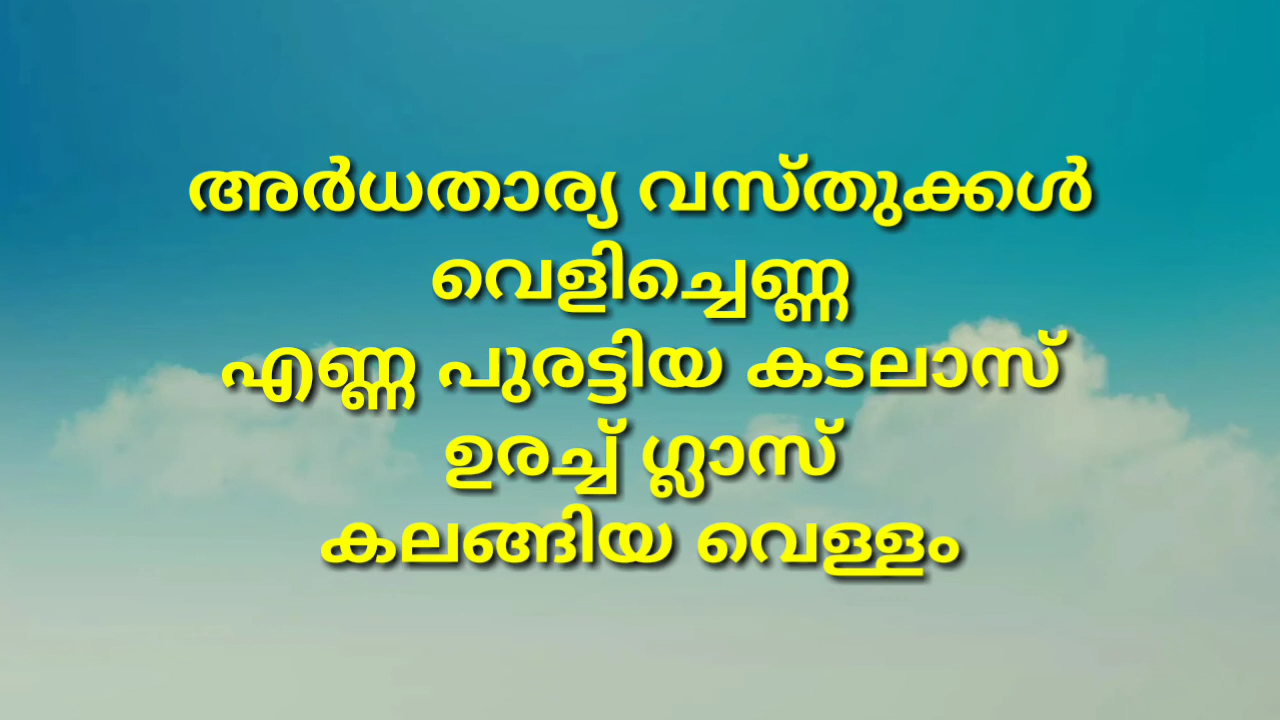 അർധതാര്യ വസ്തുക്കൾ
വെളിച്ചെണ്ണ
എണ്ണ പുരട്ടിയ കടലാസ്
ഉരച്ച് ഗ്ലാസ്
കലങ്ങിയ വെള്ളം